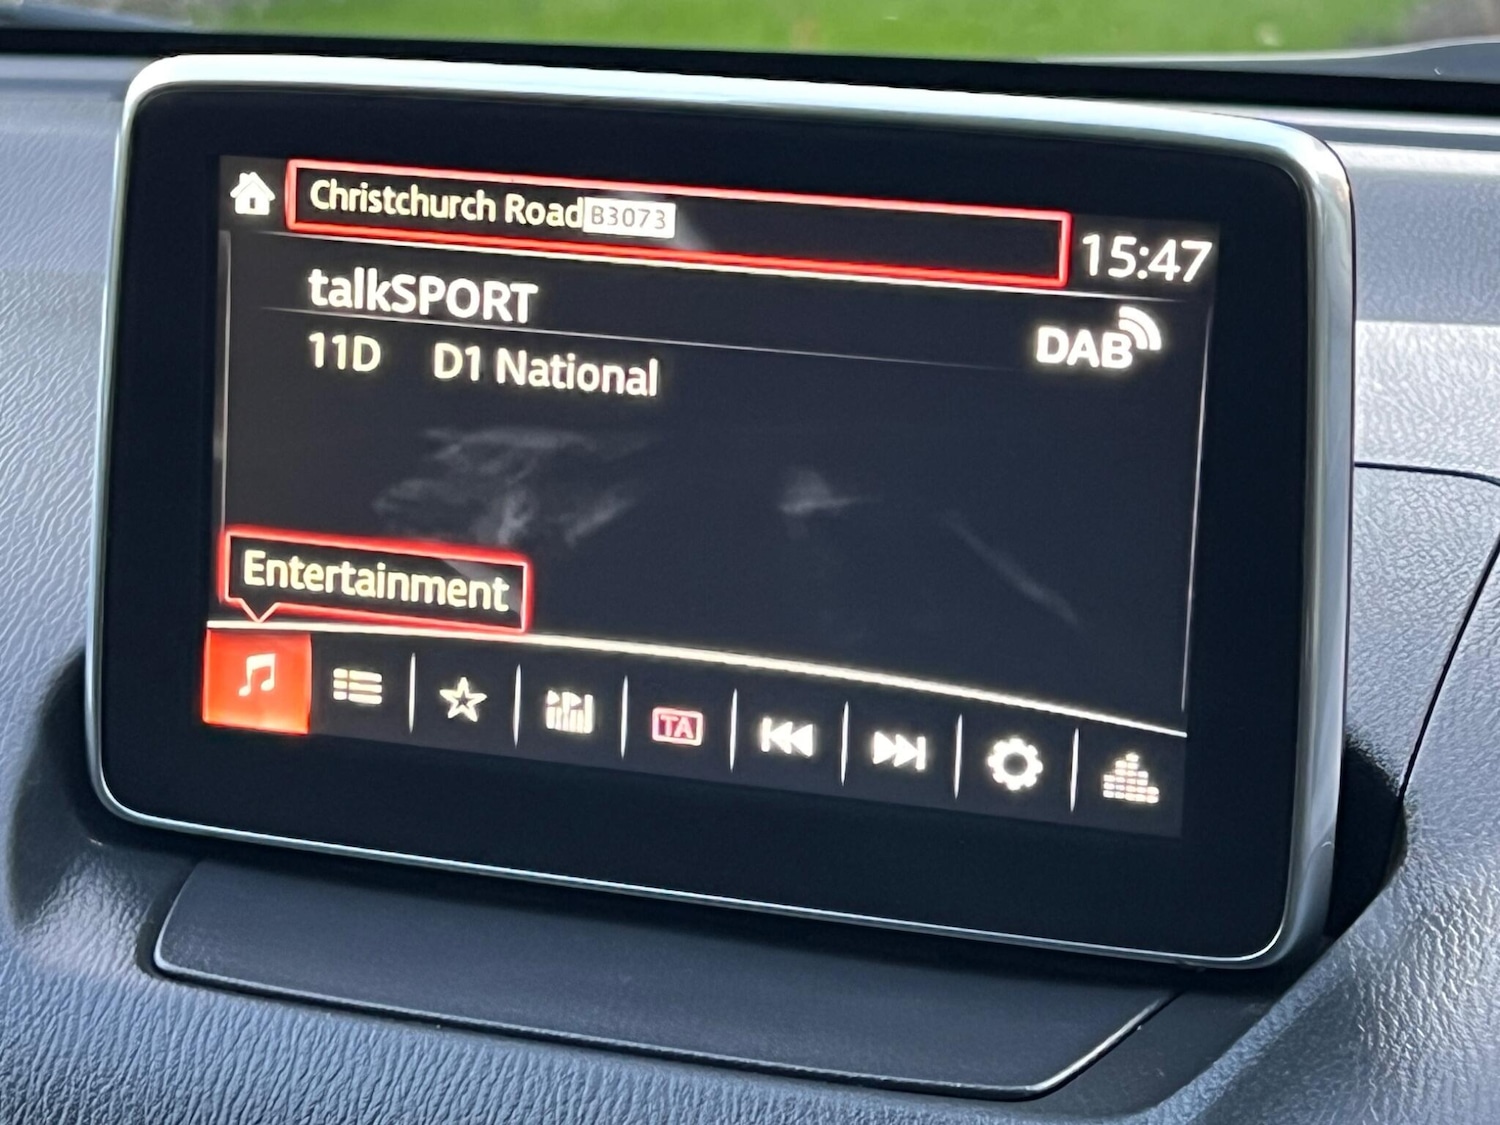 Christchurch Road B3073
15:47
talkSPORT
DAB
11D D1 National
Entertainment
TA